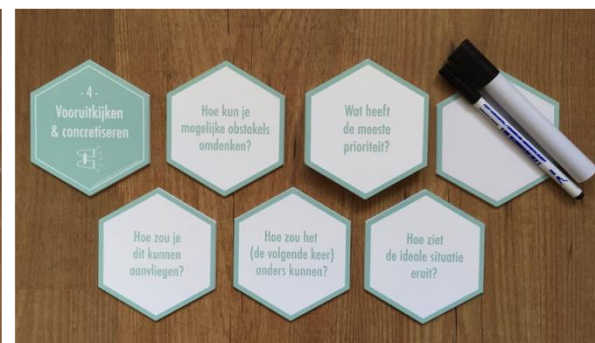 - 4 -
Vooruitkijken
& concretiseren
Hoe kun je
mogelijke obstakels
omdenken?
Wat heeft
de meeste
prioriteit?
Hoe zou je
dit kunnen
aanvliegen?
Hoe zou het
(de volgende keer)
anders kunnen?
Hoe ziet
de ideale situatie
eruit?